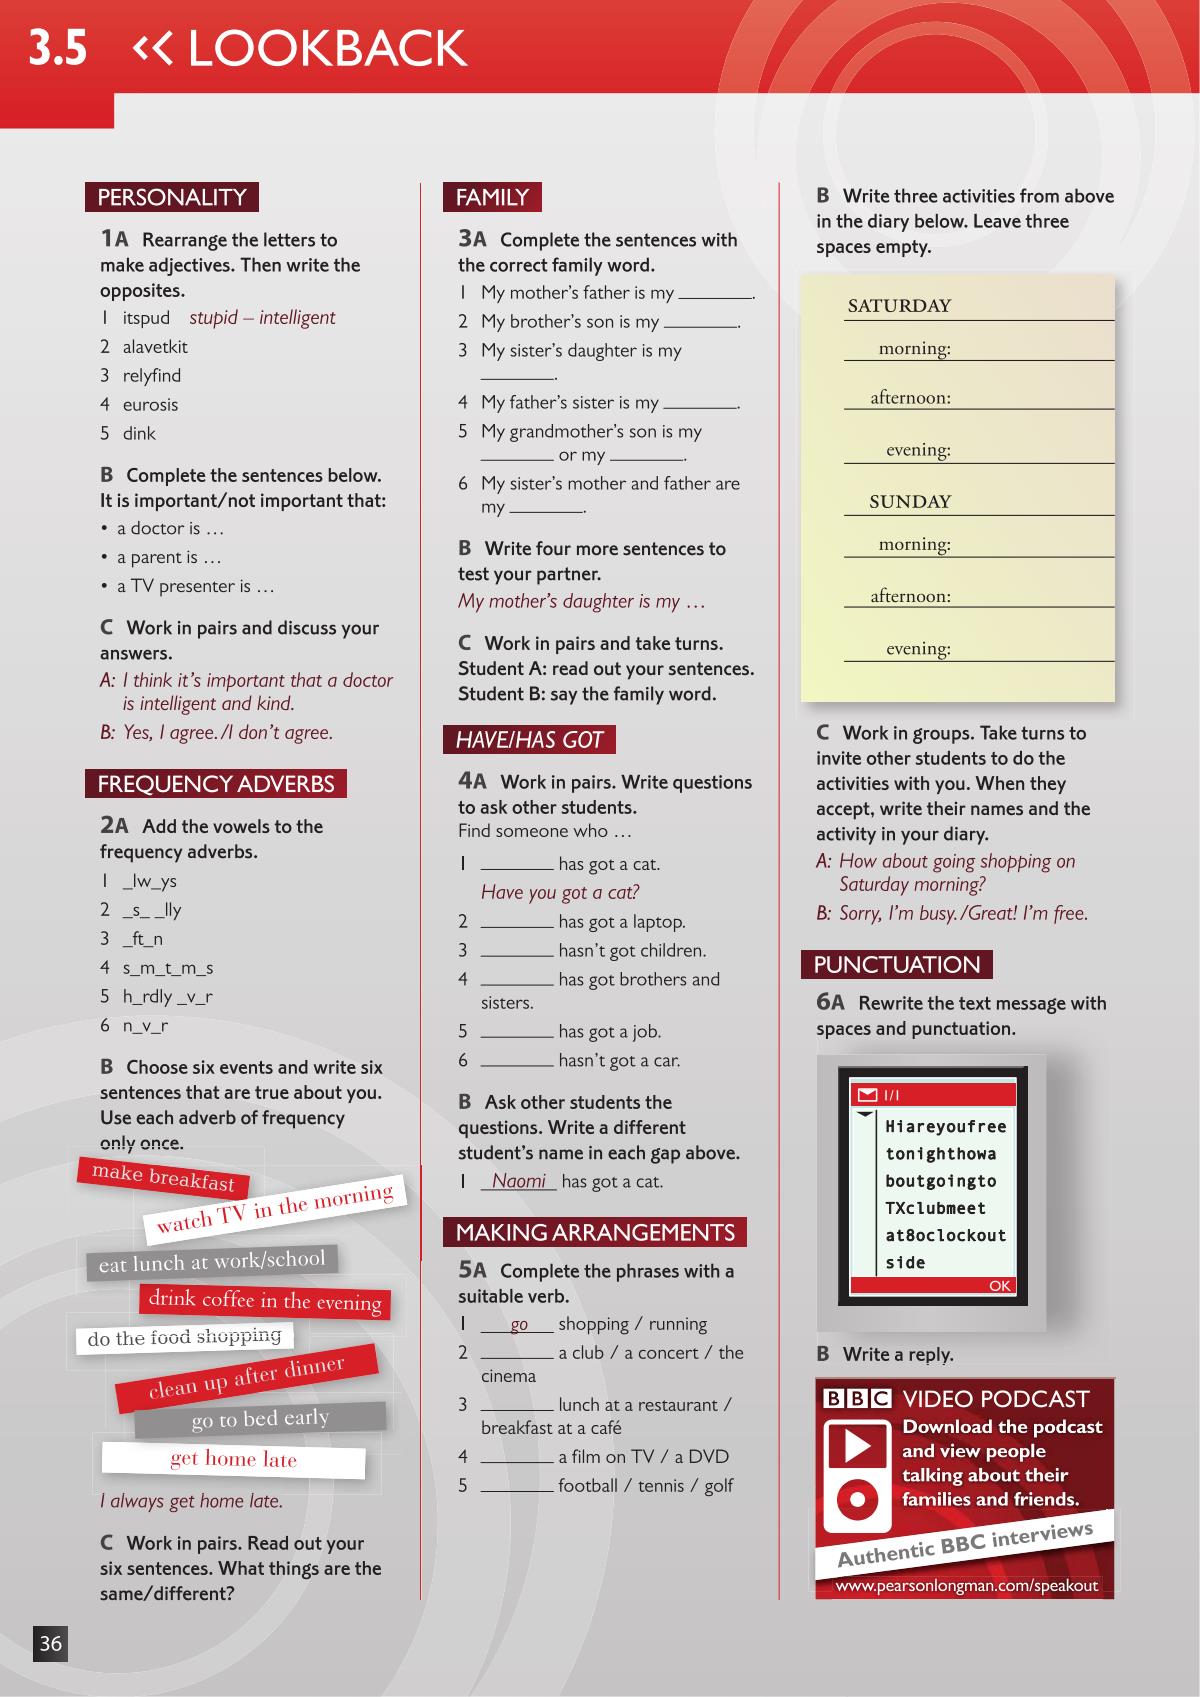 3.5 << LOOKBACK
PERSONALITY
1A Rearrange the letters to
make adjectives. Then write the
opposites.
1 itspud stupid – intelligent
2 alavetkit
3 relyfind
4 eurosis
5 dink
B Complete the sentences below.
It is important/not important that:
• a doctor is …
• a parent is …
• a TV presenter is …
C Work in pairs and discuss your
answers.
A: I think it's important that a doctor
is intelligent and kind.
B: Yes, I agree./I don't agree.
FREQUENCY ADVERBS
2A Add the vowels to the
frequency adverbs.
1 _lw_ys
2 _s_ _lly
3 _ft_n
4 s_m_t_m_s
5 h_rdly _v_r
6 n_v_r
B Choose six events and write six
sentences that are true about you.
Use each adverb of frequency
only once.
make breakfast
watch TV in the morning
eat lunch at work/school
drink coffee in the evening
do the food shopping
clean up after dinner
go to bed early
get home late
I always get home late.
C Work in pairs. Read out your
six sentences. What things are the
same/different?
36
FAMILY
3A Complete the sentences with
the correct family word.
1 My mother's father is my ________.
2 My brother's son is my ________.
3 My sister's daughter is my
________.
4 My father's sister is my ________.
5 My grandmother's son is my
________ or my ________.
6 My sister's mother and father are
my ________.
B Write four more sentences to
test your partner.
My mother's daughter is my …
C Work in pairs and take turns.
Student A: read out your sentences.
Student B: say the family word.
HAVE/HAS GOT
4A Work in pairs. Write questions
to ask other students.
Find someone who …
1 ________ has got a cat.
Have you got a cat?
2 ________ has got a laptop.
3 ________ hasn't got children.
4 ________ has got brothers and
sisters.
5 ________ has got a job.
6 ________ hasn't got a car.
B Ask other students the
questions. Write a different
student's name in each gap above.
1 Naomi has got a cat.
MAKING ARRANGEMENTS
5A Complete the phrases with a
suitable verb.
1 go shopping / running
2 ________ a club / a concert / the
cinema
3 ________ lunch at a restaurant /
breakfast at a café
4 ________ a film on TV / a DVD
5 ________ football / tennis / golf
B Write three activities from above
in the diary below. Leave three
spaces empty.
SATURDAY
morning:
afternoon:
evening:
SUNDAY
morning:
afternoon:
evening:
C Work in groups. Take turns to
invite other students to do the
activities with you. When they
accept, write their names and the
activity in your diary.
A: How about going shopping on
Saturday morning?
B: Sorry, I'm busy./Great! I'm free.
PUNCTUATION
6A Rewrite the text message with
spaces and punctuation.
1/1
Hiareyoufree
tonighthowa
boutgoingto
TXclubmeet
at8oclockout
side
OK
B Write a reply.
BBC VIDEO PODCAST
Download the podcast
and view people
talking about their
families and friends.
Authentic BBC interviews
www.pearsonlongman.com/speakout